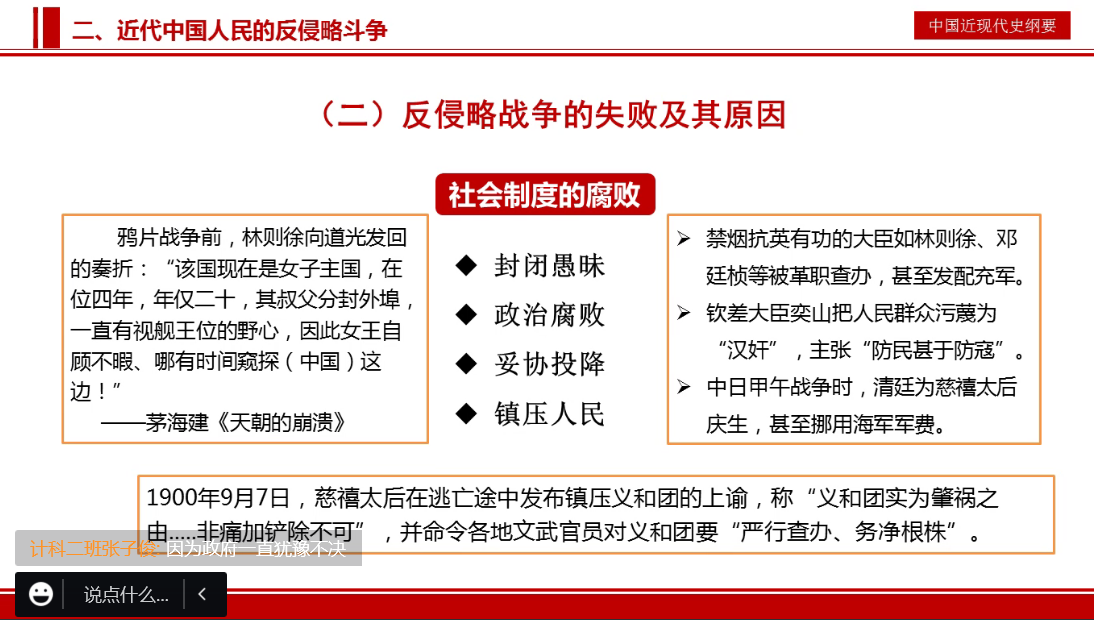 二、近代中国人民的反侵略斗争
中国近现代史纲要
（二）反侵略战争的失败及其原因
社会制度的腐败
鸦片战争前，林则徐向道光发回
的奏折：“该国现在是女子主国，在
位四年，年仅二十，其叔父分封外埠，
一直有视舰王位的野心，因此女王自
顾不暇、哪有时间窥探（中国）这
边！”
——茅海建《天朝的崩溃》
◆ 封闭愚昧
◆ 政治腐败
◆ 妥协投降
◆ 镇压人民
➢ 禁烟抗英有功的大臣如林则徐、邓
廷桢等被革职查办，甚至发配充军。
➢ 钦差大臣奕山把人民群众污蔑为
“汉奸”，主张“防民甚于防寇”。
➢ 中日甲午战争时，清廷为慈禧太后
庆生，甚至挪用海军军费。
1900年9月7日，慈禧太后在逃亡途中发布镇压义和团的上谕，称“义和团实为肇祸之
由.....非痛加铲除不可”，并命令各地文武官员对义和团要“严行查办、务净根株”。
计科二班张子: 因为政府一直犹豫不决
说点什么...